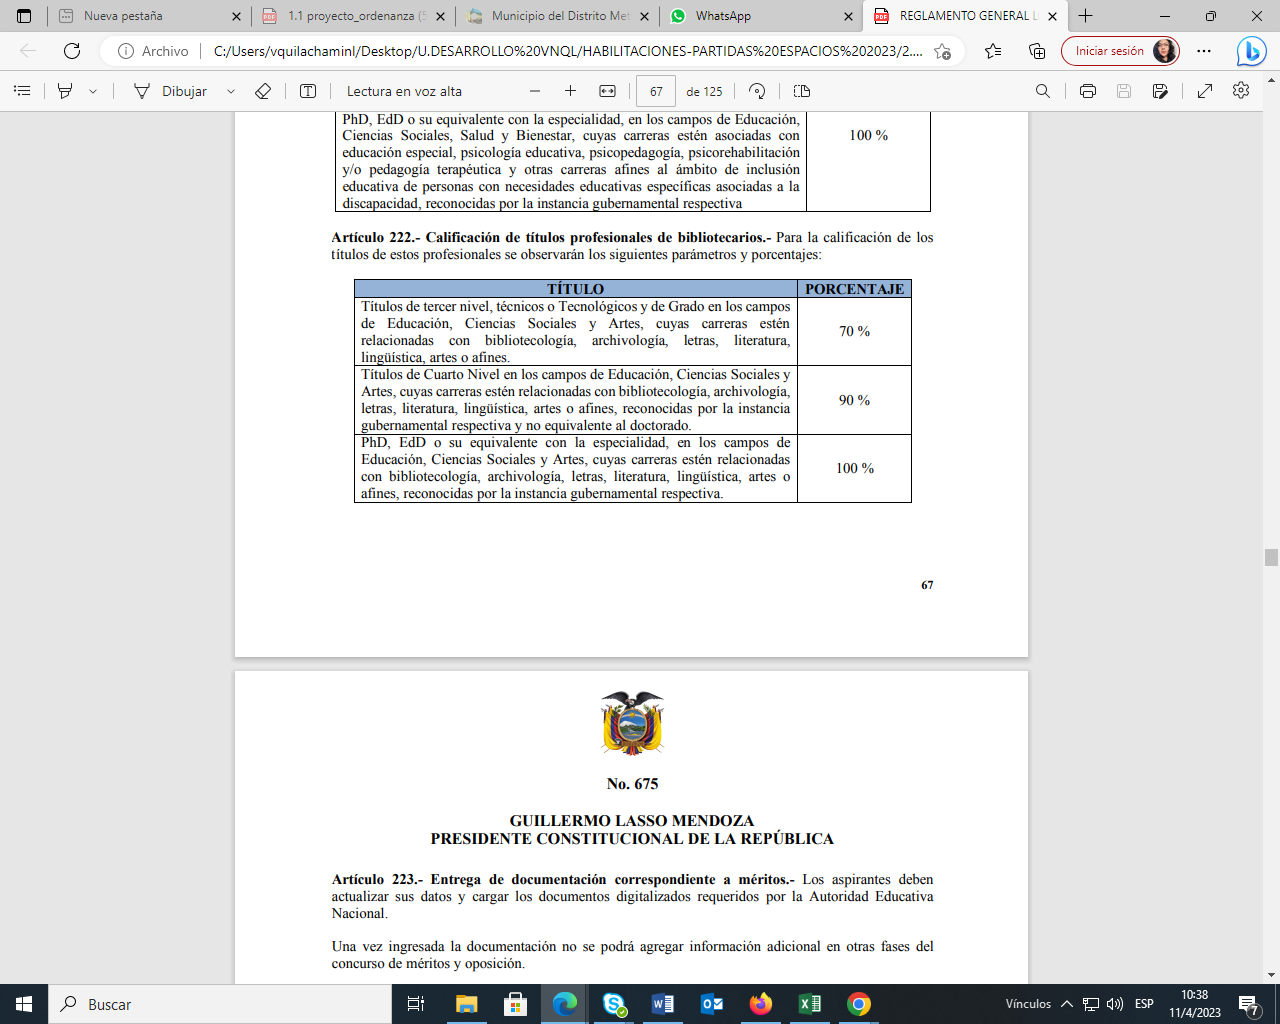 Nueva pestaña
1.1 proyecto_ordenanza (5
Municipio del Distrito Met
WhatsApp
REGLAMENTO GENERAL L
Archivo
C:/Users/vquilachaminl/Desktop/U.DESARROLLO%20VNQL/HABILITACIONES-PARTIDAS%20ESPACIOS%202023/2....
Iniciar sesión
Dibujar
Lectura en voz alta
67
de 125
PhD, EdD o su equivalente con la especialidad, en los campos de Educación,
Ciencias Sociales, Salud y Bienestar, cuyas carreras estén asociadas con
educación especial, psicología educativa, psicopedagogía, psicorehabilitación
y/o pedagogía terapéutica y otras carreras afines al ámbito de inclusión
educativa de personas con necesidades educativas específicas asociadas a la
discapacidad, reconocidas por la instancia gubernamental respectiva
100 %
Artículo 222.- Calificación de títulos profesionales de bibliotecarios.- Para la calificación de los
títulos de estos profesionales se observarán los siguientes parámetros y porcentajes:
TÍTULO
PORCENTAJE
Títulos de tercer nivel, técnicos o Tecnológicos y de Grado en los campos
de Educación, Ciencias Sociales y Artes, cuyas carreras estén
relacionadas con bibliotecología, archivología, letras, literatura,
lingüística, artes o afines.
70 %
Títulos de Cuarto Nivel en los campos de Educación, Ciencias Sociales y
Artes, cuyas carreras estén relacionadas con bibliotecología, archivología,
letras, literatura, lingüística, artes o afines, reconocidas por la instancia
gubernamental respectiva y no equivalente al doctorado.
90 %
PhD, EdD o su equivalente con la especialidad, en los campos de
Educación, Ciencias Sociales y Artes, cuyas carreras estén relacionadas
con bibliotecología, archivología, letras, literatura, lingüística, artes o
afines, reconocidas por la instancia gubernamental respectiva.
100 %
67
No. 675
GUILLERMO LASSO MENDOZA
PRESIDENTE CONSTITUCIONAL DE LA REPÚBLICA
Artículo 223.- Entrega de documentación correspondiente a méritos.- Los aspirantes deben
actualizar sus datos y cargar los documentos digitalizados requeridos por la Autoridad Educativa
Nacional.
Una vez ingresada la documentación no se podrá agregar información adicional en otras fases del
concurso de méritos y oposición.
Buscar
Vínculos
ESP
10:38
11/4/2023
7